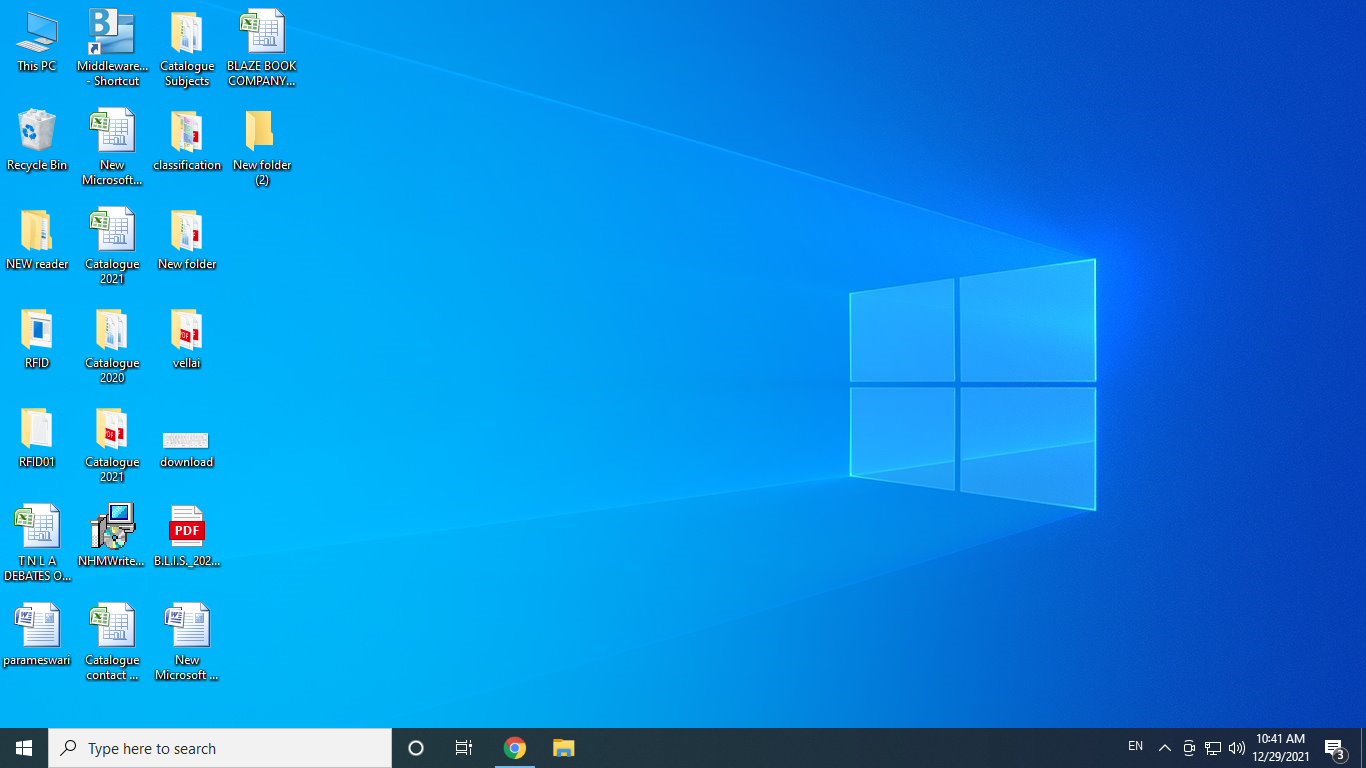 This PC
Middleware...
- Shortcut
Catalogue
Subjects
BLAZE BOOK
COMPANY...
Recycle Bin
New
Microsoft...
classification
New folder
(2)
NEW reader
Catalogue
2021
New folder
RFID
Catalogue
2020
vellai
RFID01
Catalogue
2021
download
T N L A
DEBATES O...
NHMWrite...
PDF
B.L.I.S._202...
parameswari
Catalogue
contact ...
New
Microsoft ...
Type here to search
EN
10:41 AM
12/29/2021
3